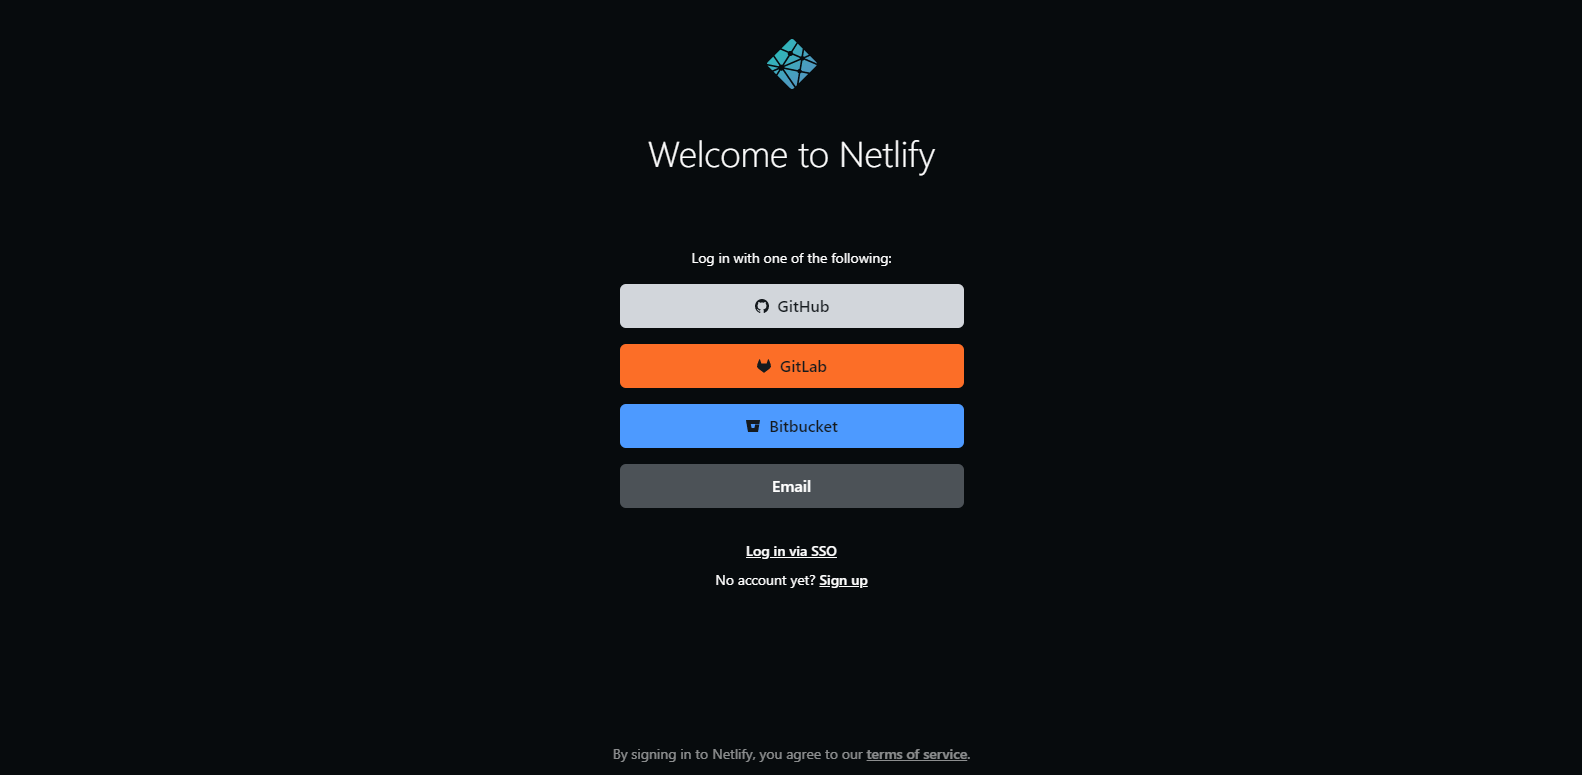 Welcome to Netlify
Log in with one of the following:
GitHub
GitLab
Bitbucket
Email
Log in via SSO
No account yet? Sign up
By signing in to Netlify, you agree to our terms of service.